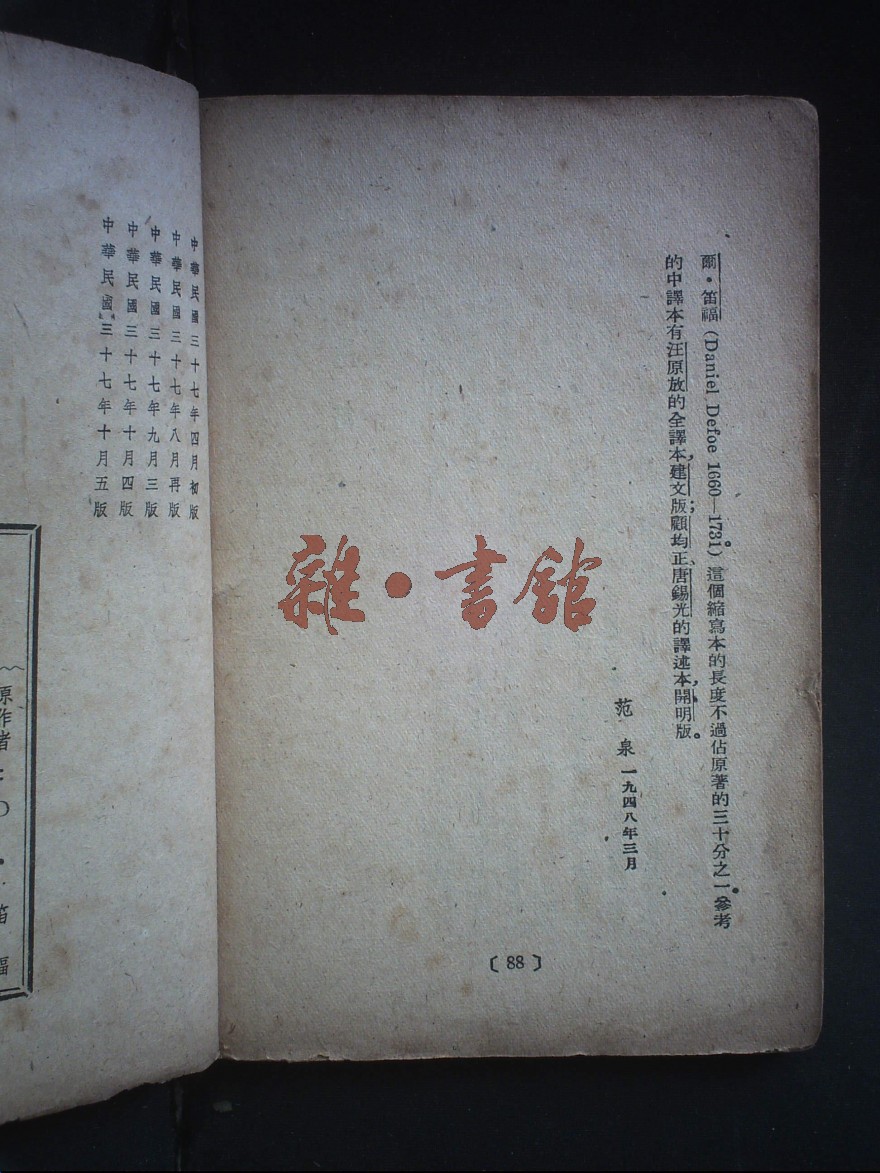 爾·笛福(Daniel Defoe 1660—1731)。這個縮寫本的長度不過佔原著的三十分之一。參考
的中譯本有汪原放的全譯本,建文版;顧均正、唐錫光的譯述本,開明版。
范 泉 一九四八年三月
〔 88 〕
雜·書館
中華民國三十七年四月初版
中華民國三十七年八月再版
中華民國三十七年九月三版
中華民國三十七年十月四版
中華民國三十七年十月五版
原作者
笛福